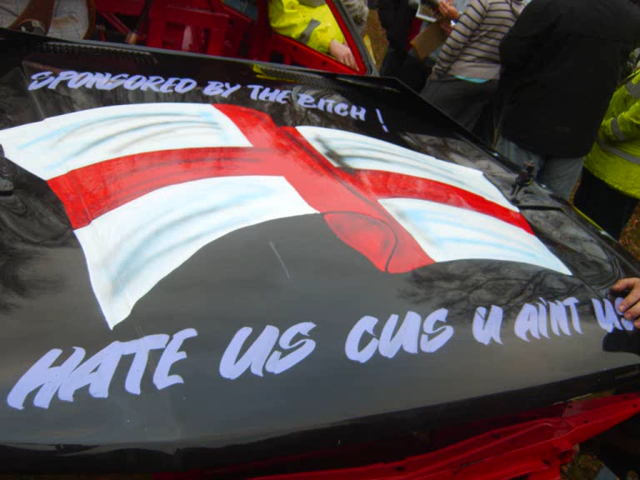 SPONSORED BY THE BITCH !
HATE US CUS U AINT US